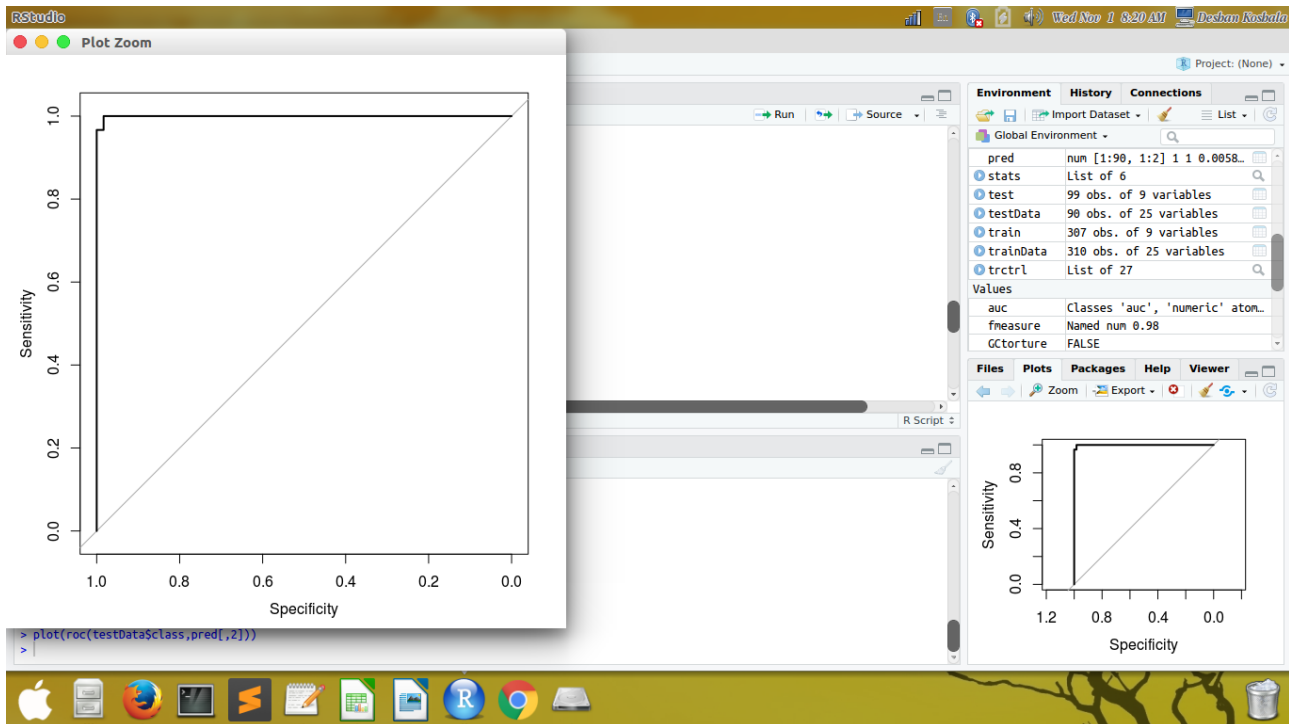 RStudio
Wed Nov 1 8:20 AM Deshan Koshala
Plot Zoom
Project: (None)
Run Source
Environment History Connections
Import Dataset List
Global Environment
pred num [1:90, 1:2] 1 1 0.0058…
stats List of 6
test 99 obs. of 9 variables
testData 90 obs. of 25 variables
train 307 obs. of 9 variables
trainData 310 obs. of 25 variables
trctrl List of 27
Values
auc Classes 'auc', 'numeric' atom…
fmeasure Named num 0.98
GCtorture FALSE
Sensitivity
1.0
0.8
0.6
0.4
0.2
0.0
1.0 0.8 0.6 0.4 0.2 0.0
Specificity
R Script
> plot(roc(testData$class,pred[,2]))
>
Files Plots Packages Help Viewer
Zoom Export
Sensitivity
0.8
0.4
0.0
1.2 0.8 0.4 0.0
Specificity
R